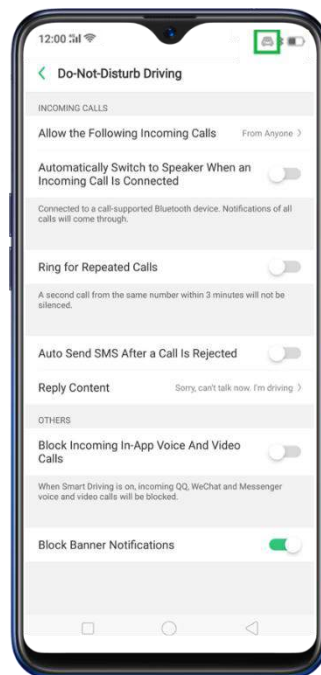 12:00
Do-Not-Disturb Driving
INCOMING CALLS
Allow the Following Incoming Calls From Anyone
Automatically Switch to Speaker When an
Incoming Call Is Connected
Connected to a call-supported Bluetooth device. Notifications of all
calls will come through.
Ring for Repeated Calls
A second call from the same number within 3 minutes will not be
silenced.
Auto Send SMS After a Call Is Rejected
Reply Content Sorry, can't talk now. I'm driving
OTHERS
Block Incoming In-App Voice And Video
Calls
When Smart Driving is on, incoming QQ, WeChat and Messenger
voice and video calls will be blocked.
Block Banner Notifications